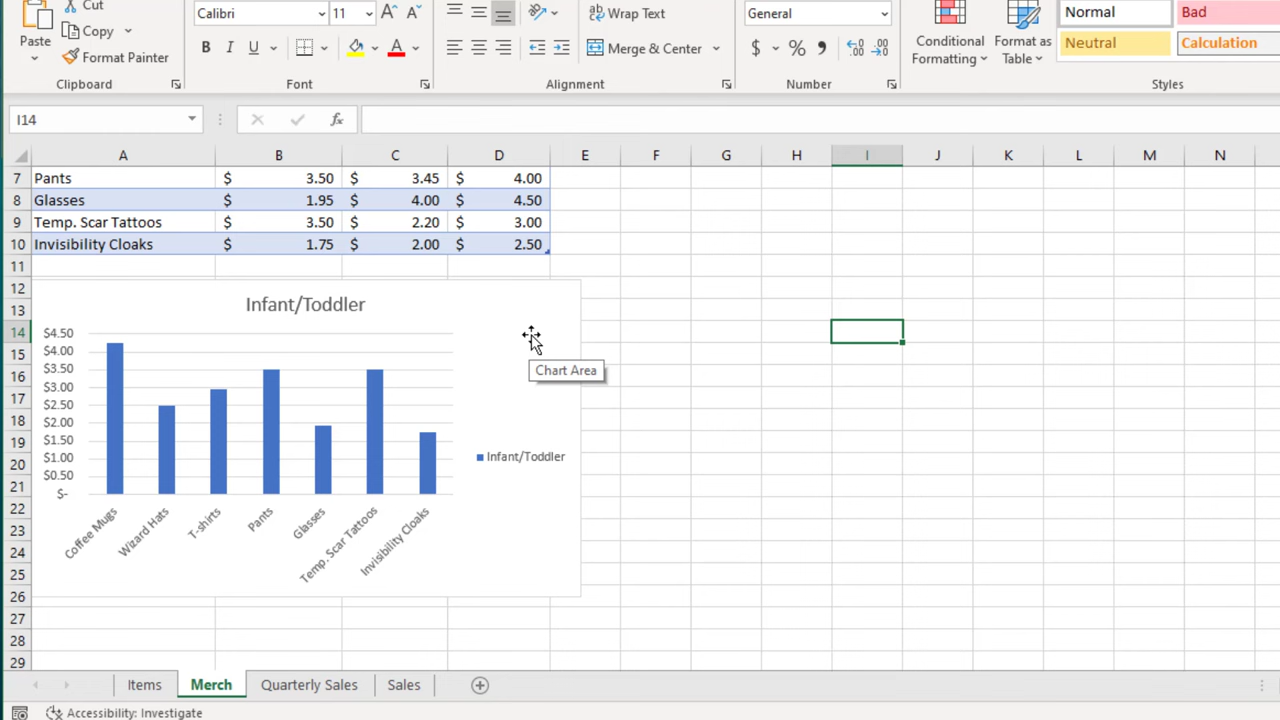 Cut
Copy
Format Painter
Paste
Clipboard
Calibri
11
A A
B I U A
Font
ab
Wrap Text
Merge & Center
Alignment
General
$ % ,
Number
Conditional Formatting
Format as Table
Normal
Bad
Neutral
Calculation
Styles
I14
fx
A B C D E F G H I J K L M N
7 Pants $ 3.50 $ 3.45 $ 4.00
8 Glasses $ 1.95 $ 4.00 $ 4.50
9 Temp. Scar Tattoos $ 3.50 $ 2.20 $ 3.00
10 Invisibility Cloaks $ 1.75 $ 2.00 $ 2.50
11
12
13
14
15
16
17
18
19
20
21
22
23
24
25
26
27
28
29
Infant/Toddler
$4.50
$4.00
$3.50
$3.00
$2.50
$2.00
$1.50
$1.00
$0.50
$-
Coffee Mugs
Wizard Hats
T-shirts
Pants
Glasses
Temp. Scar Tattoos
Invisibility Cloaks
Infant/Toddler
Chart Area
Items Merch Quarterly Sales Sales
Accessibility: Investigate